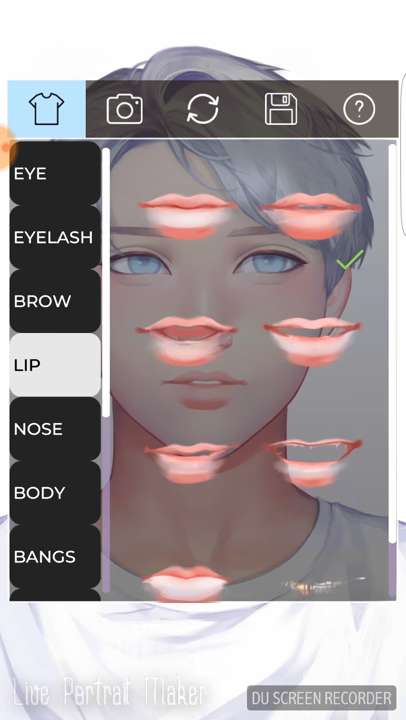 EYE
EYELASH
BROW
LIP
NOSE
BODY
BANGS
Live Portrait Maker
DU SCREEN RECORDER